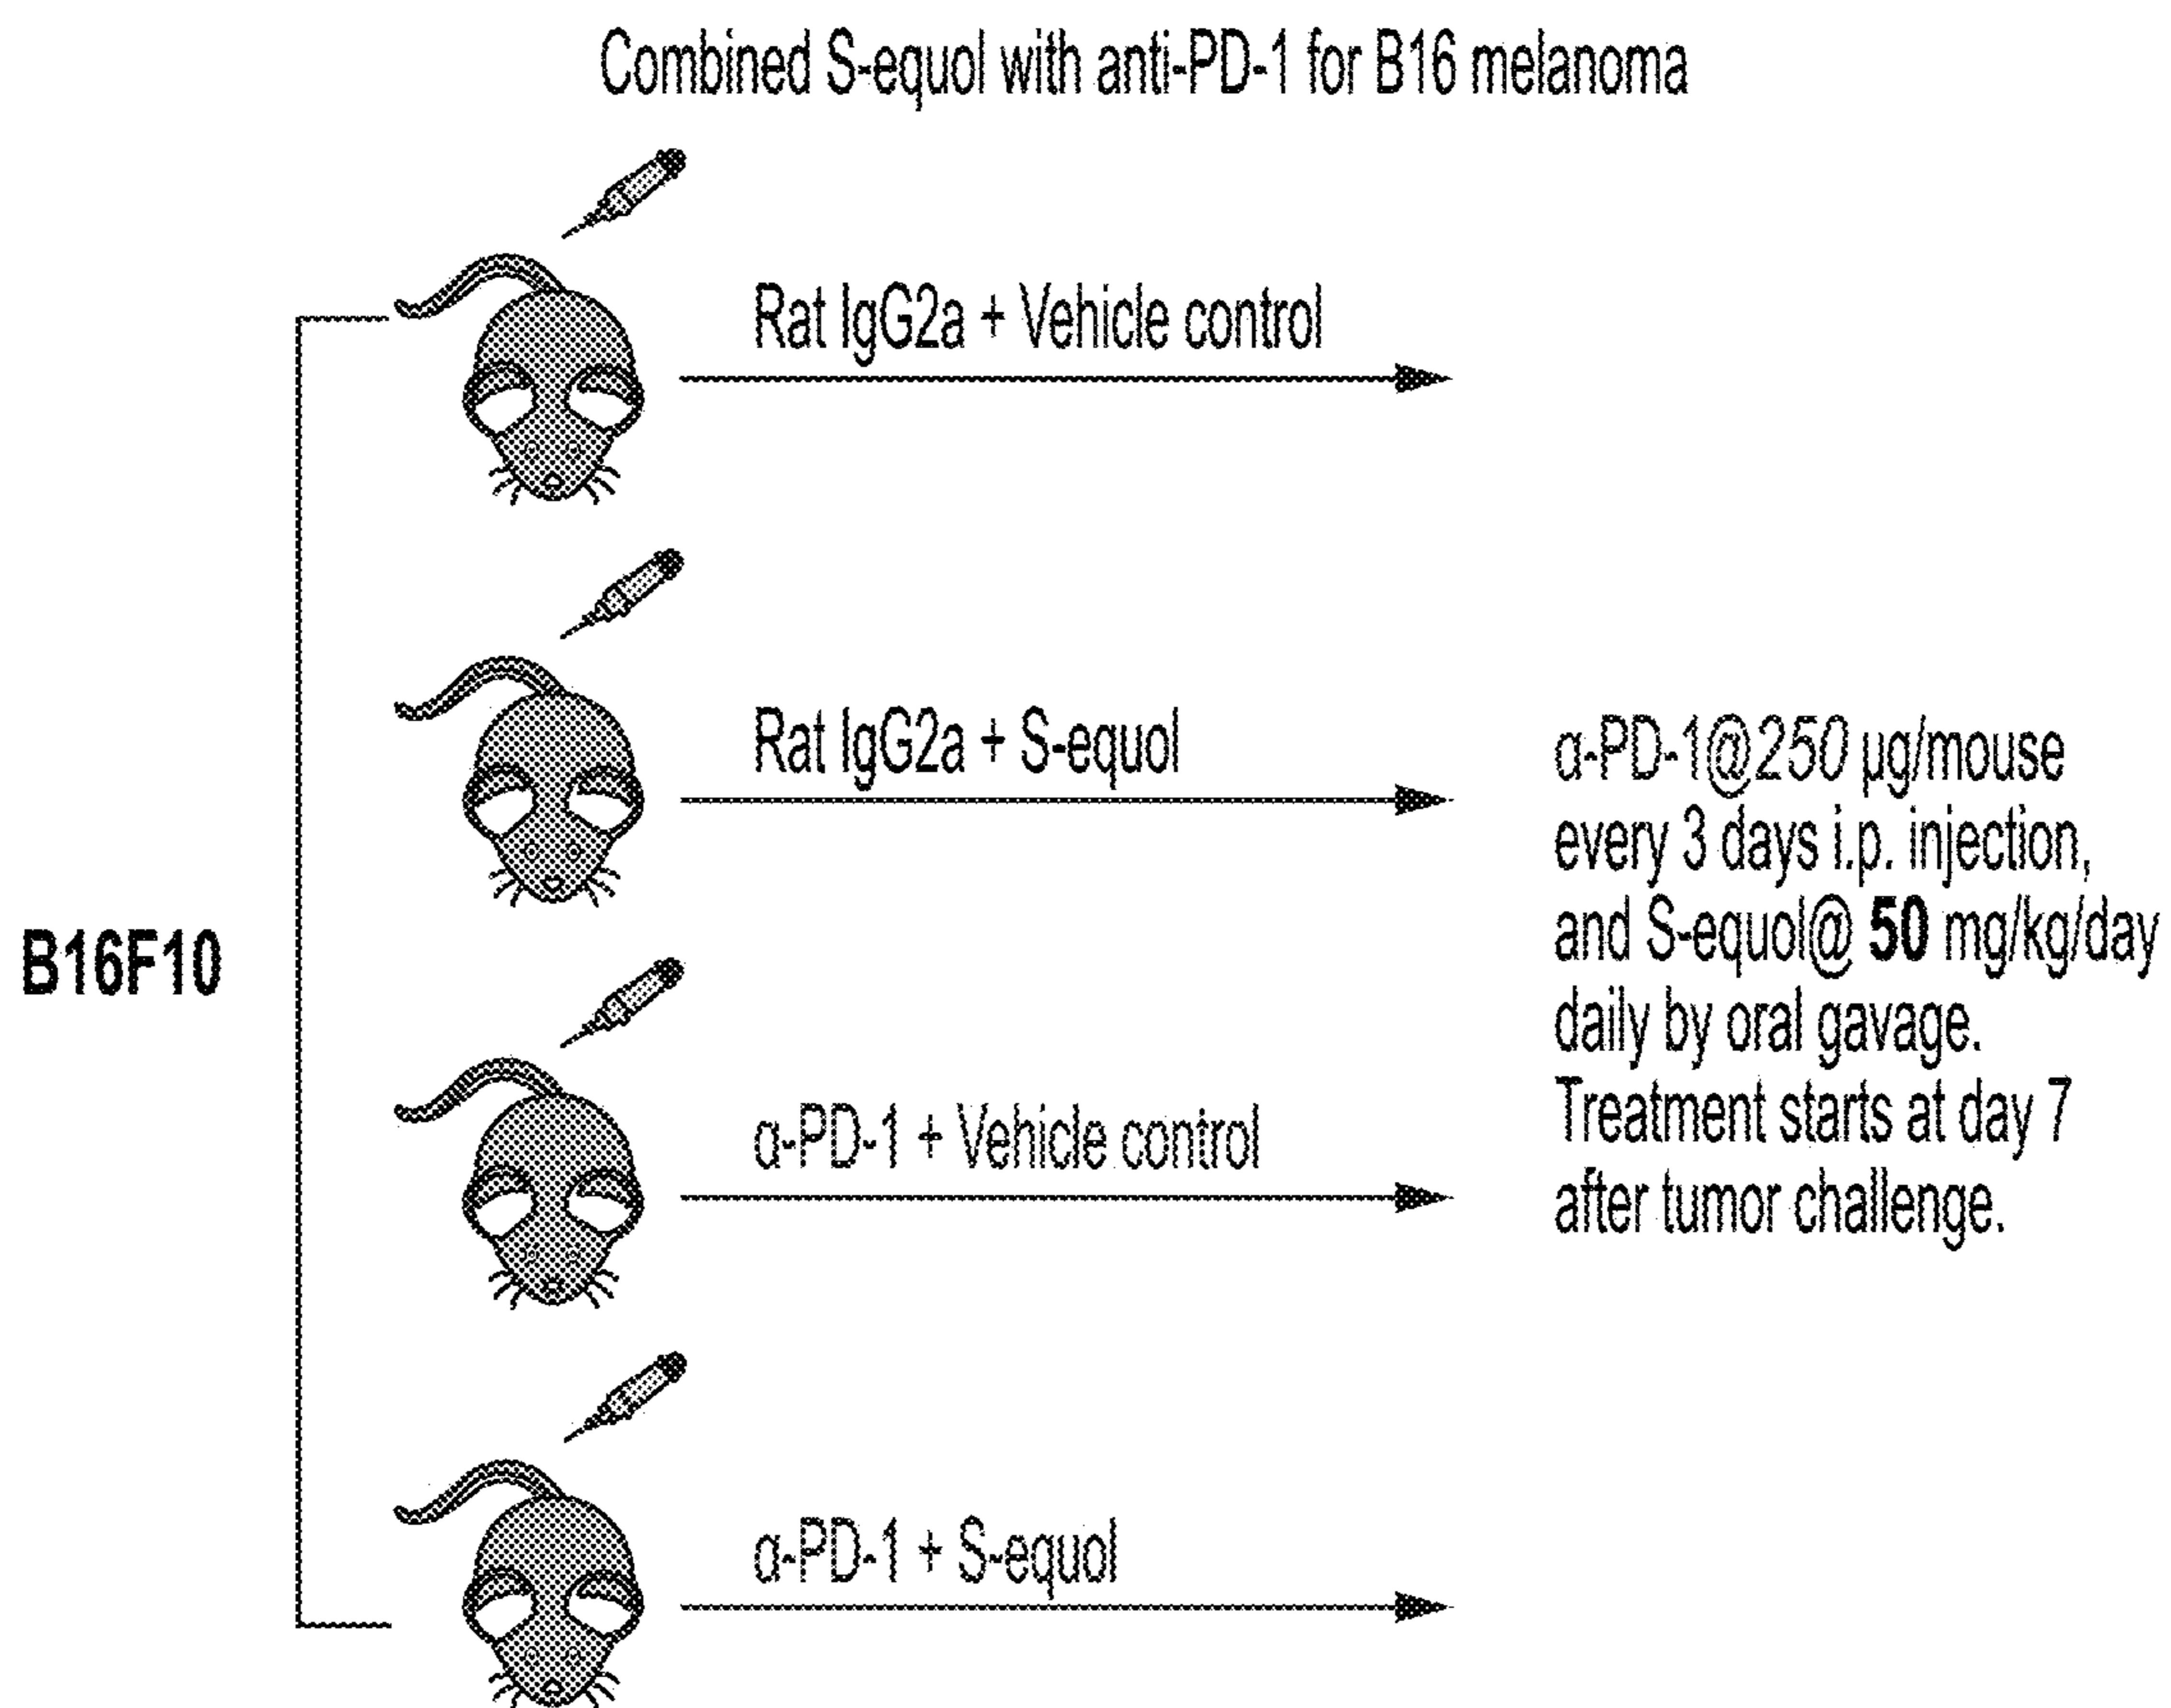 Combined S-equol with anti-PD-1 for B16 melanoma
Rat IgG2a + Vehicle control
Rat IgG2a + S-equol
B16F10
α-PD-1 + Vehicle control
α-PD-1 + S-equol
α-PD-1@250 µg/mouse
every 3 days i.p. injection,
and S-equol@ 50 mg/kg/day
daily by oral gavage.
Treatment starts at day 7
after tumor challenge.